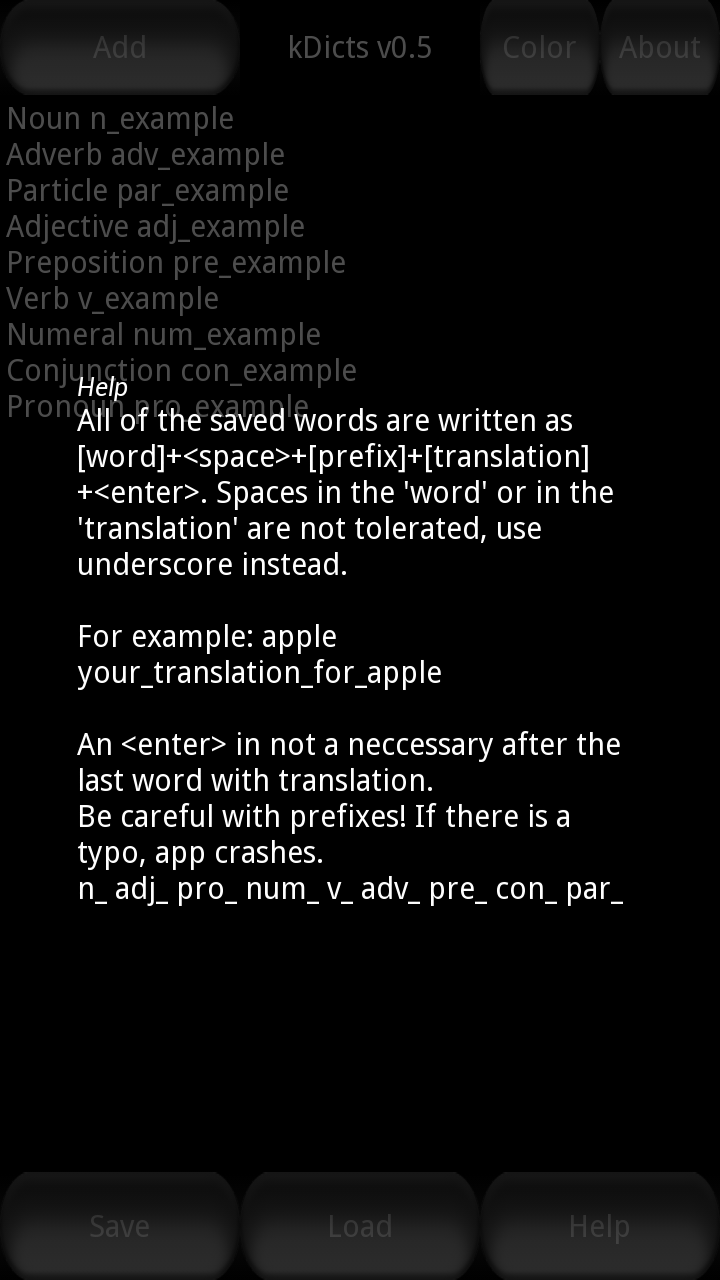 Add kDicts v0.5 Color About
Noun n_example
Adverb adv_example
Particle par_example
Adjective adj_example
Preposition pre_example
Verb v_example
Numeral num_example
Conjunction con_example
Pronoun pro_example
Help
All of the saved words are written as
[word]+<space>+[prefix]+[translation]
+<enter>. Spaces in the 'word' or in the
'translation' are not tolerated, use
underscore instead.
For example: apple
your_translation_for_apple
An <enter> in not a neccessary after the
last word with translation.
Be careful with prefixes! If there is a
typo, app crashes.
n_ adj_ pro_ num_ v_ adv_ pre_ con_ par_
Save Load Help